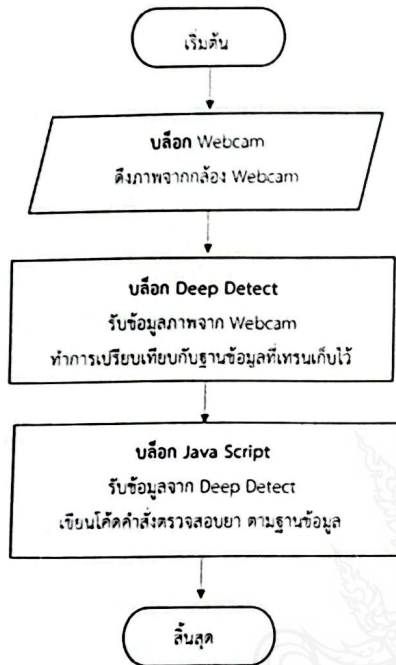 เริ่มต้น
บล็อก Webcam
ดึงภาพจากกล้อง Webcam
บล็อก Deep Detect
รับข้อมูลภาพจาก Webcam
ทำการเปรียบเทียบกับฐานข้อมูลที่เทรนเก็บไว้
บล็อก Java Script
รับข้อมูลจาก Deep Detect
เขียนโค้ดคำสั่งตรวจสอบยา ตามฐานข้อมูล
สิ้นสุด